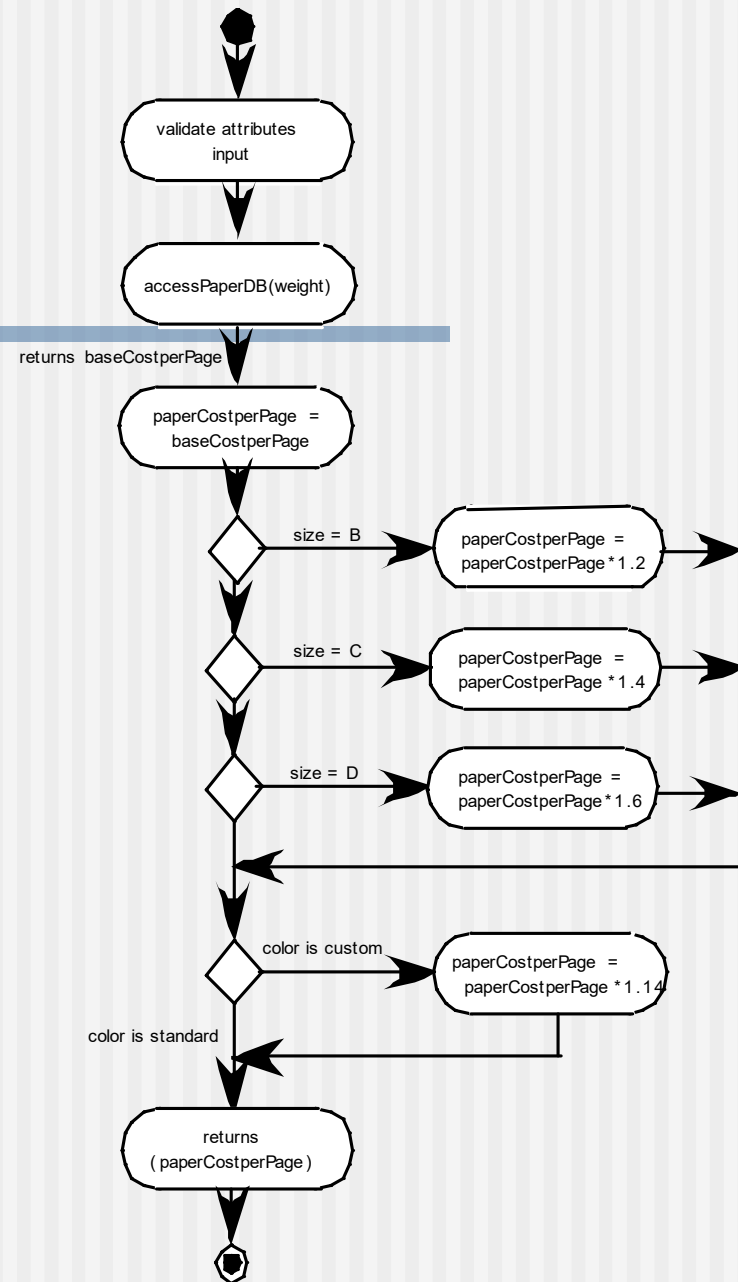 validate attributes
input
accessPaperDB(weight)
returns baseCostperPage
paperCostperPage =
baseCostperPage
size = B
paperCostperPage =
paperCostperPage*1.2
size = C
paperCostperPage =
paperCostperPage *1.4
size = D
paperCostperPage =
paperCostperPage*1.6
color is custom
paperCostperPage =
paperCostperPage *1.14
color is standard
returns
( paperCostperPage )